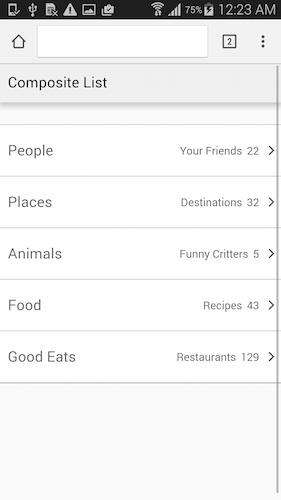 75% 12:23 AM
2
Composite List
People Your Friends 22
Places Destinations 32
Animals Funny Critters 5
Food Recipes 43
Good Eats Restaurants 129